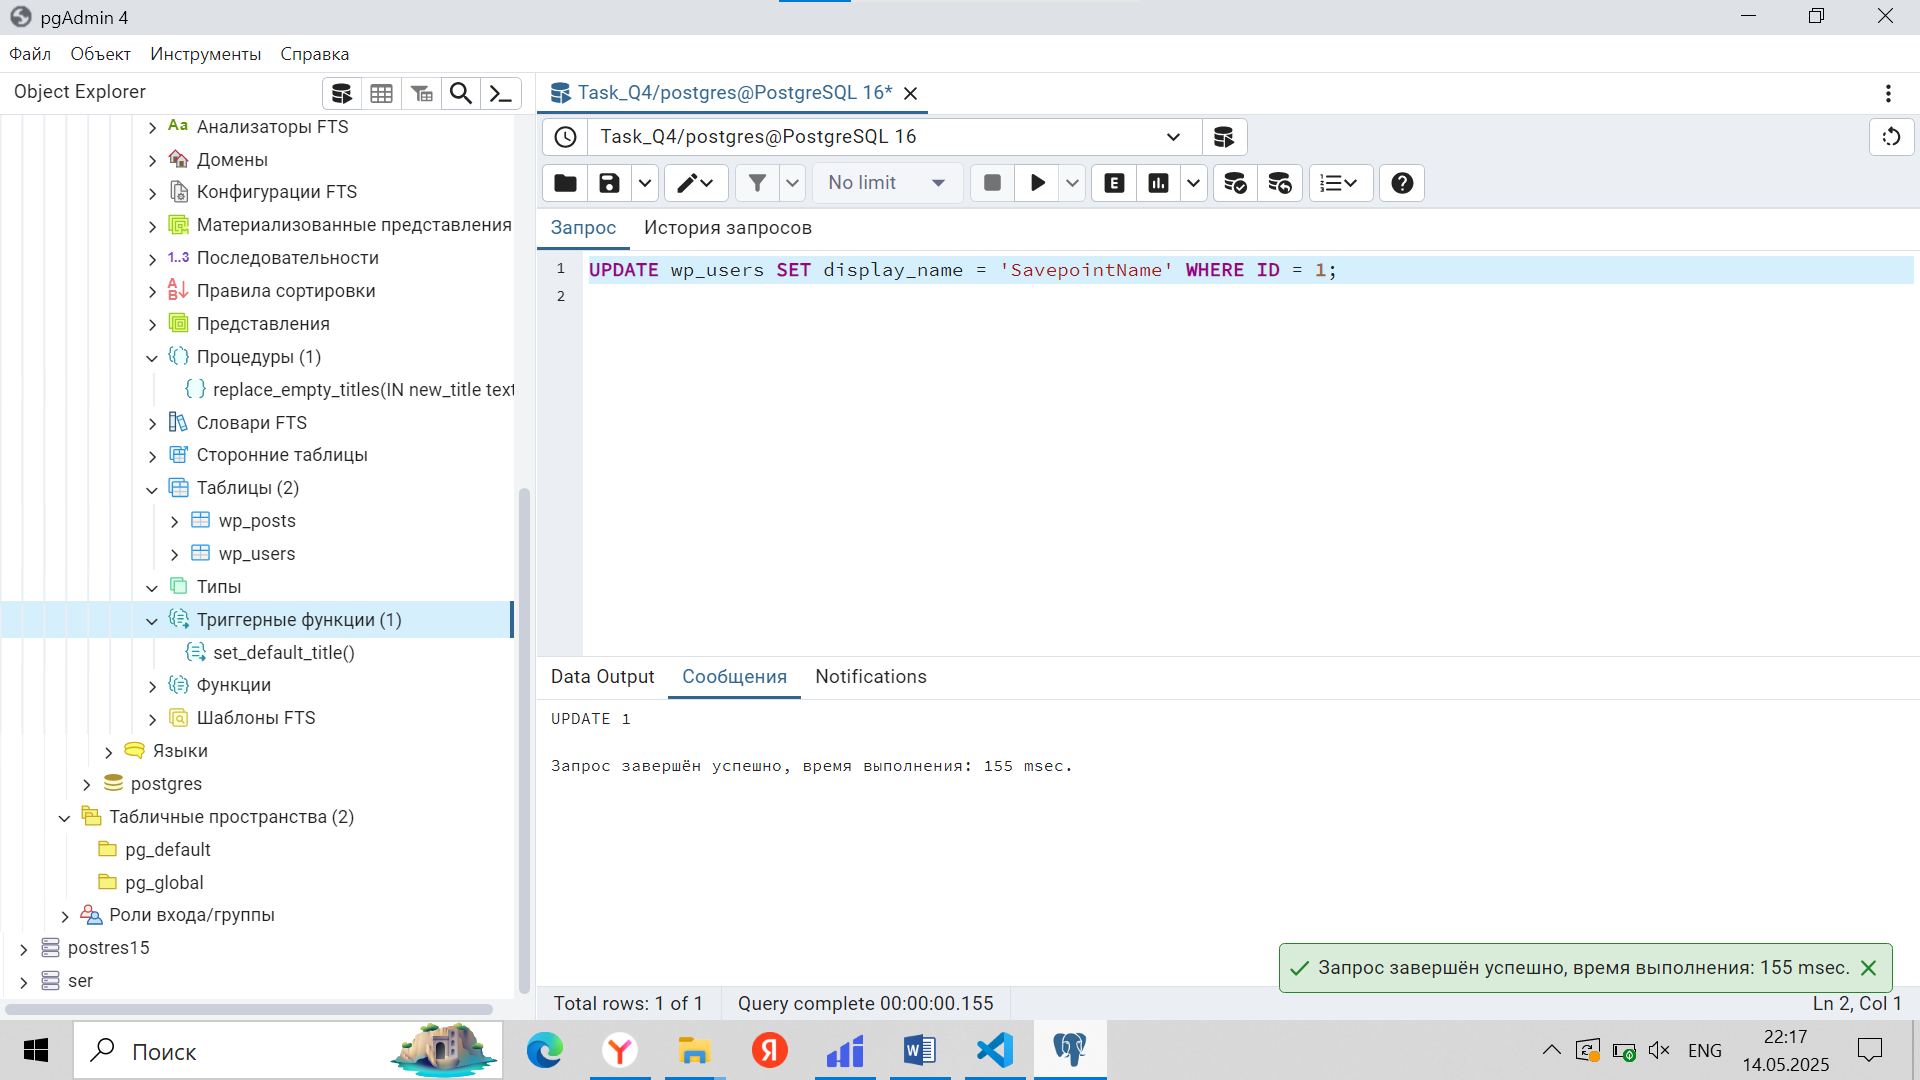 pgAdmin 4
Файл Объект Инструменты Справка
Object Explorer
Aa Анализаторы FTS
Домены
Конфигурации FTS
Материализованные представления
1..3 Последовательности
Правила сортировки
Представления
Процедуры (1)
replace_empty_titles(IN new_title text
Словари FTS
Сторонние таблицы
Таблицы (2)
wp_posts
wp_users
Типы
Триггерные функции (1)
set_default_title()
Функции
Шаблоны FTS
Языки
postgres
Табличные пространства (2)
pg_default
pg_global
Роли входа/группы
postres15
ser
Task_Q4/postgres@PostgreSQL 16*
Task_Q4/postgres@PostgreSQL 16
No limit
E
Запрос История запросов
1 UPDATE wp_users SET display_name = 'SavepointName' WHERE ID = 1;
2
Data Output Сообщения Notifications
UPDATE 1
Запрос завершён успешно, время выполнения: 155 msec.
Запрос завершён успешно, время выполнения: 155 msec.
Total rows: 1 of 1 Query complete 00:00:00.155 Ln 2, Col 1
Поиск
Y
Я
W
ENG
22:17
14.05.2025